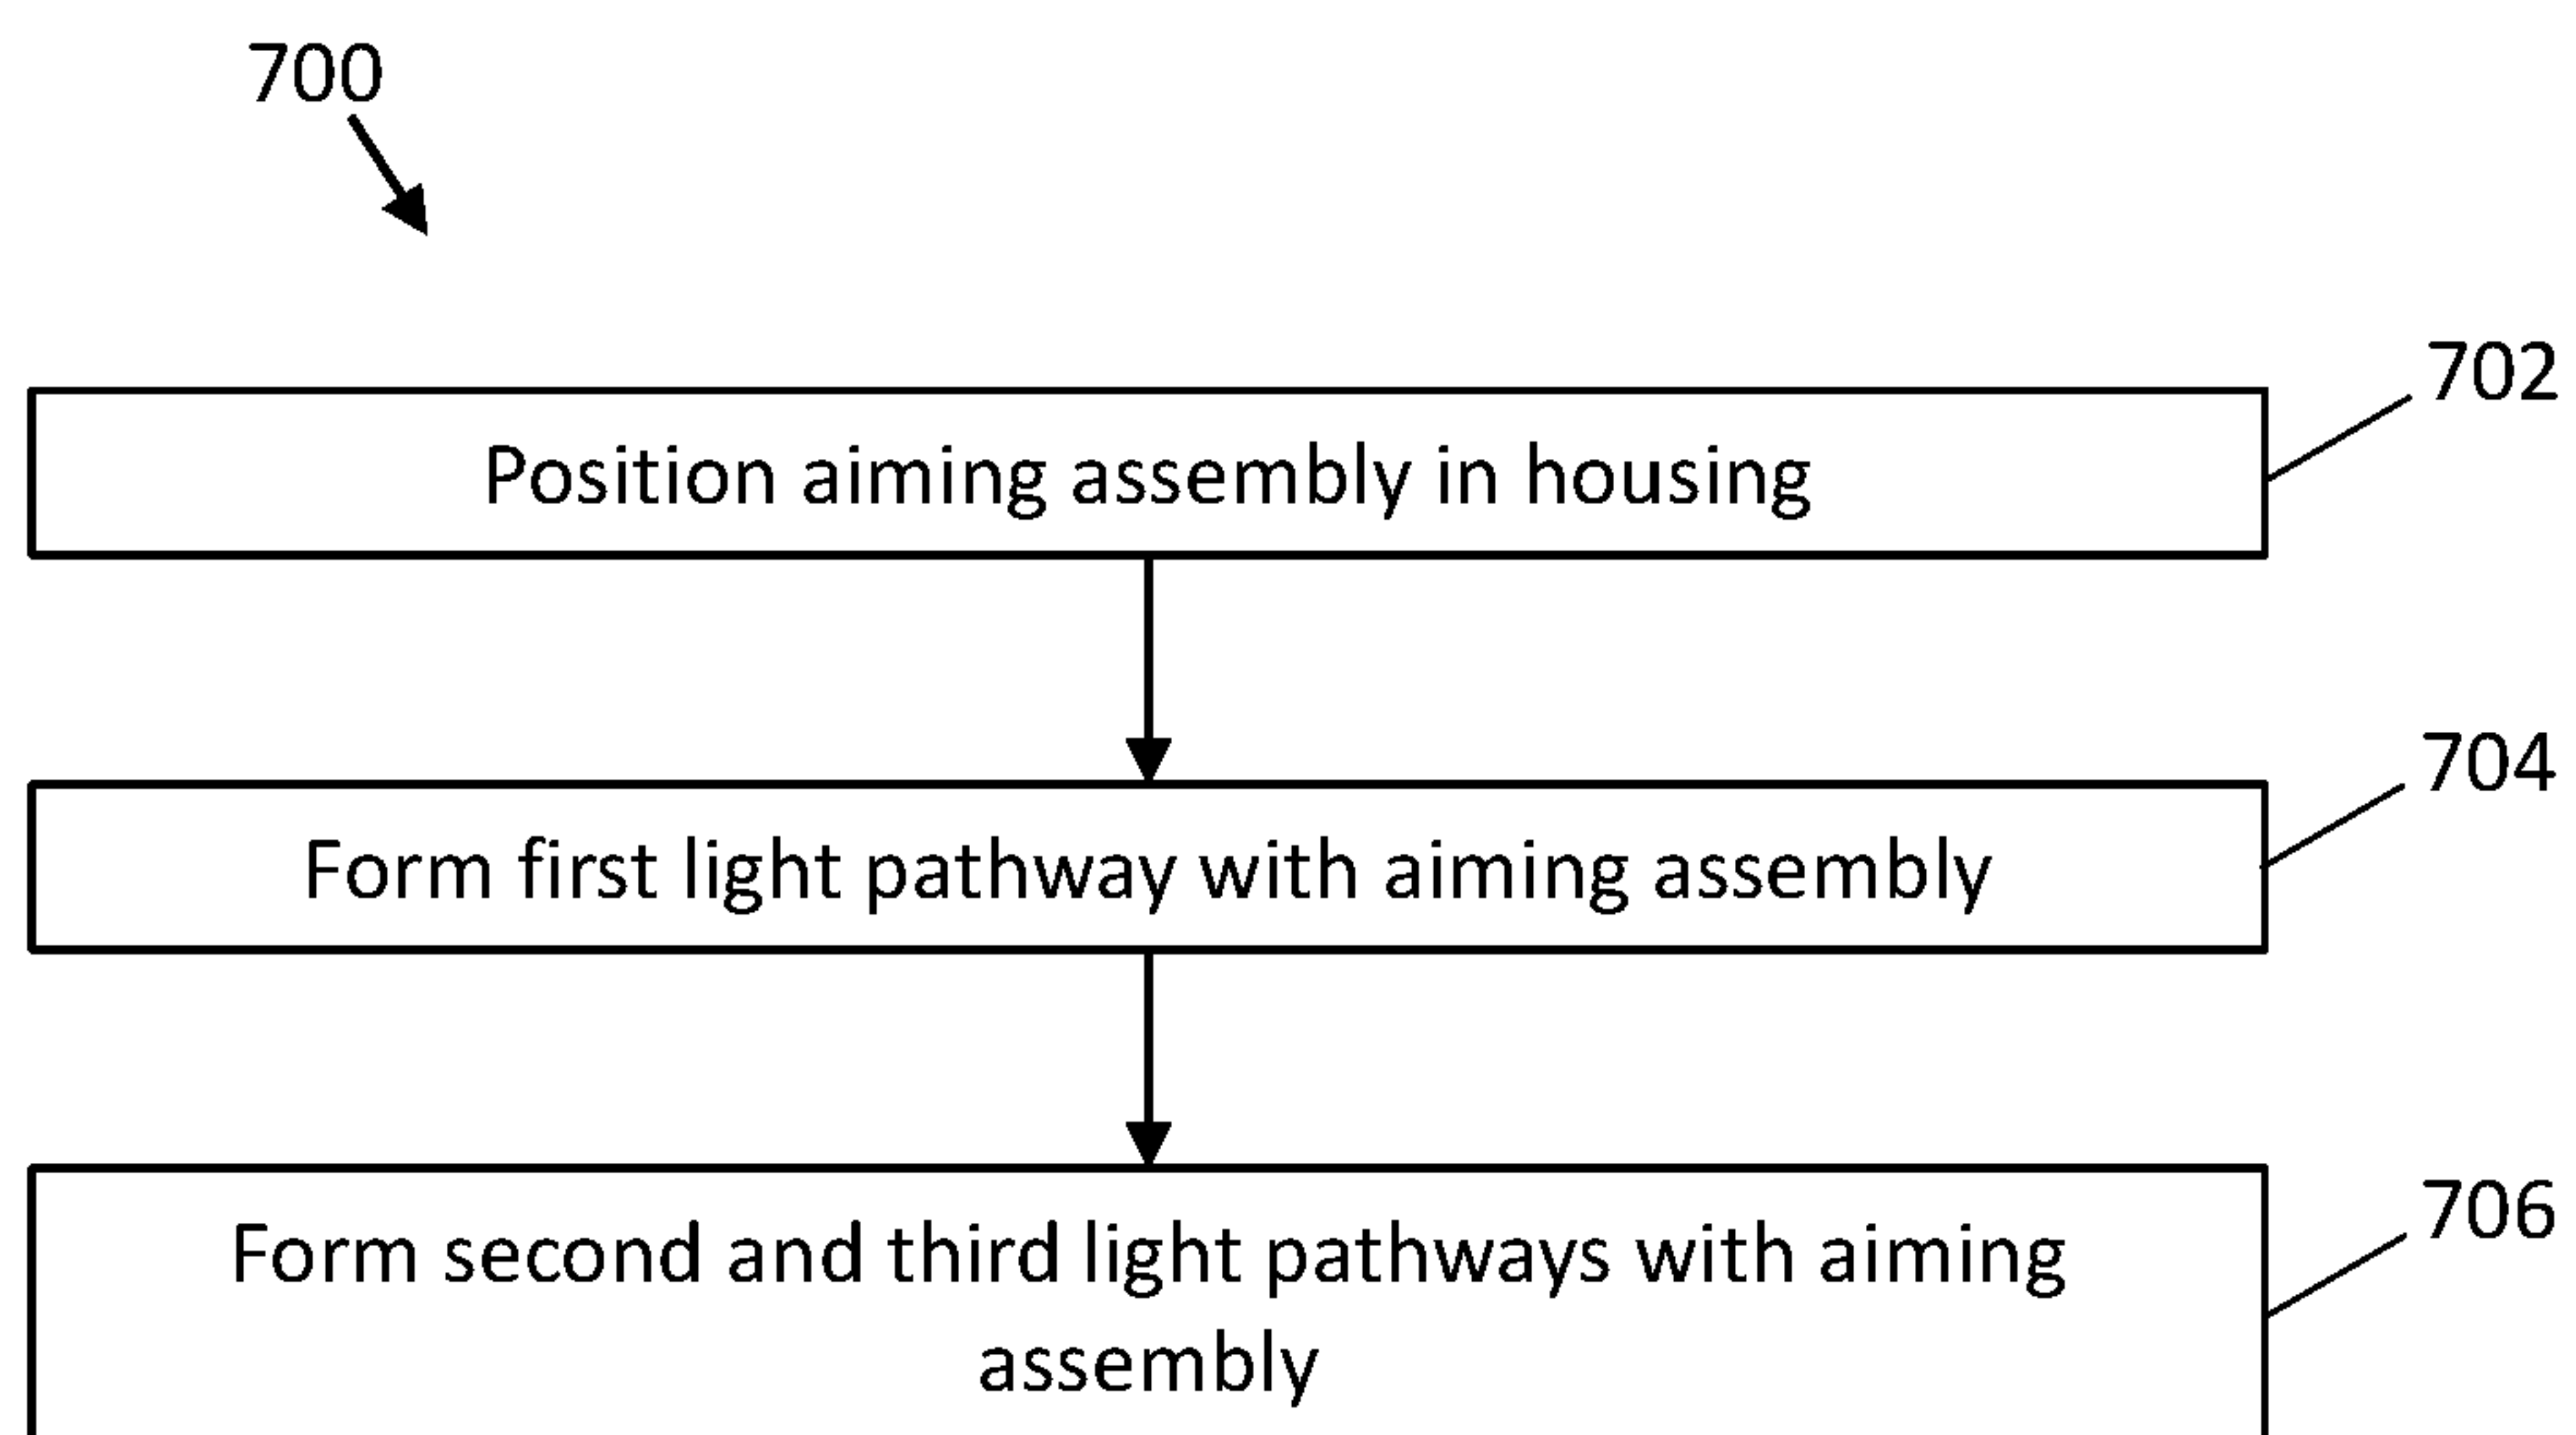 700
702
Position aiming assembly in housing
704
Form first light pathway with aiming assembly
706
Form second and third light pathways with aiming
assembly